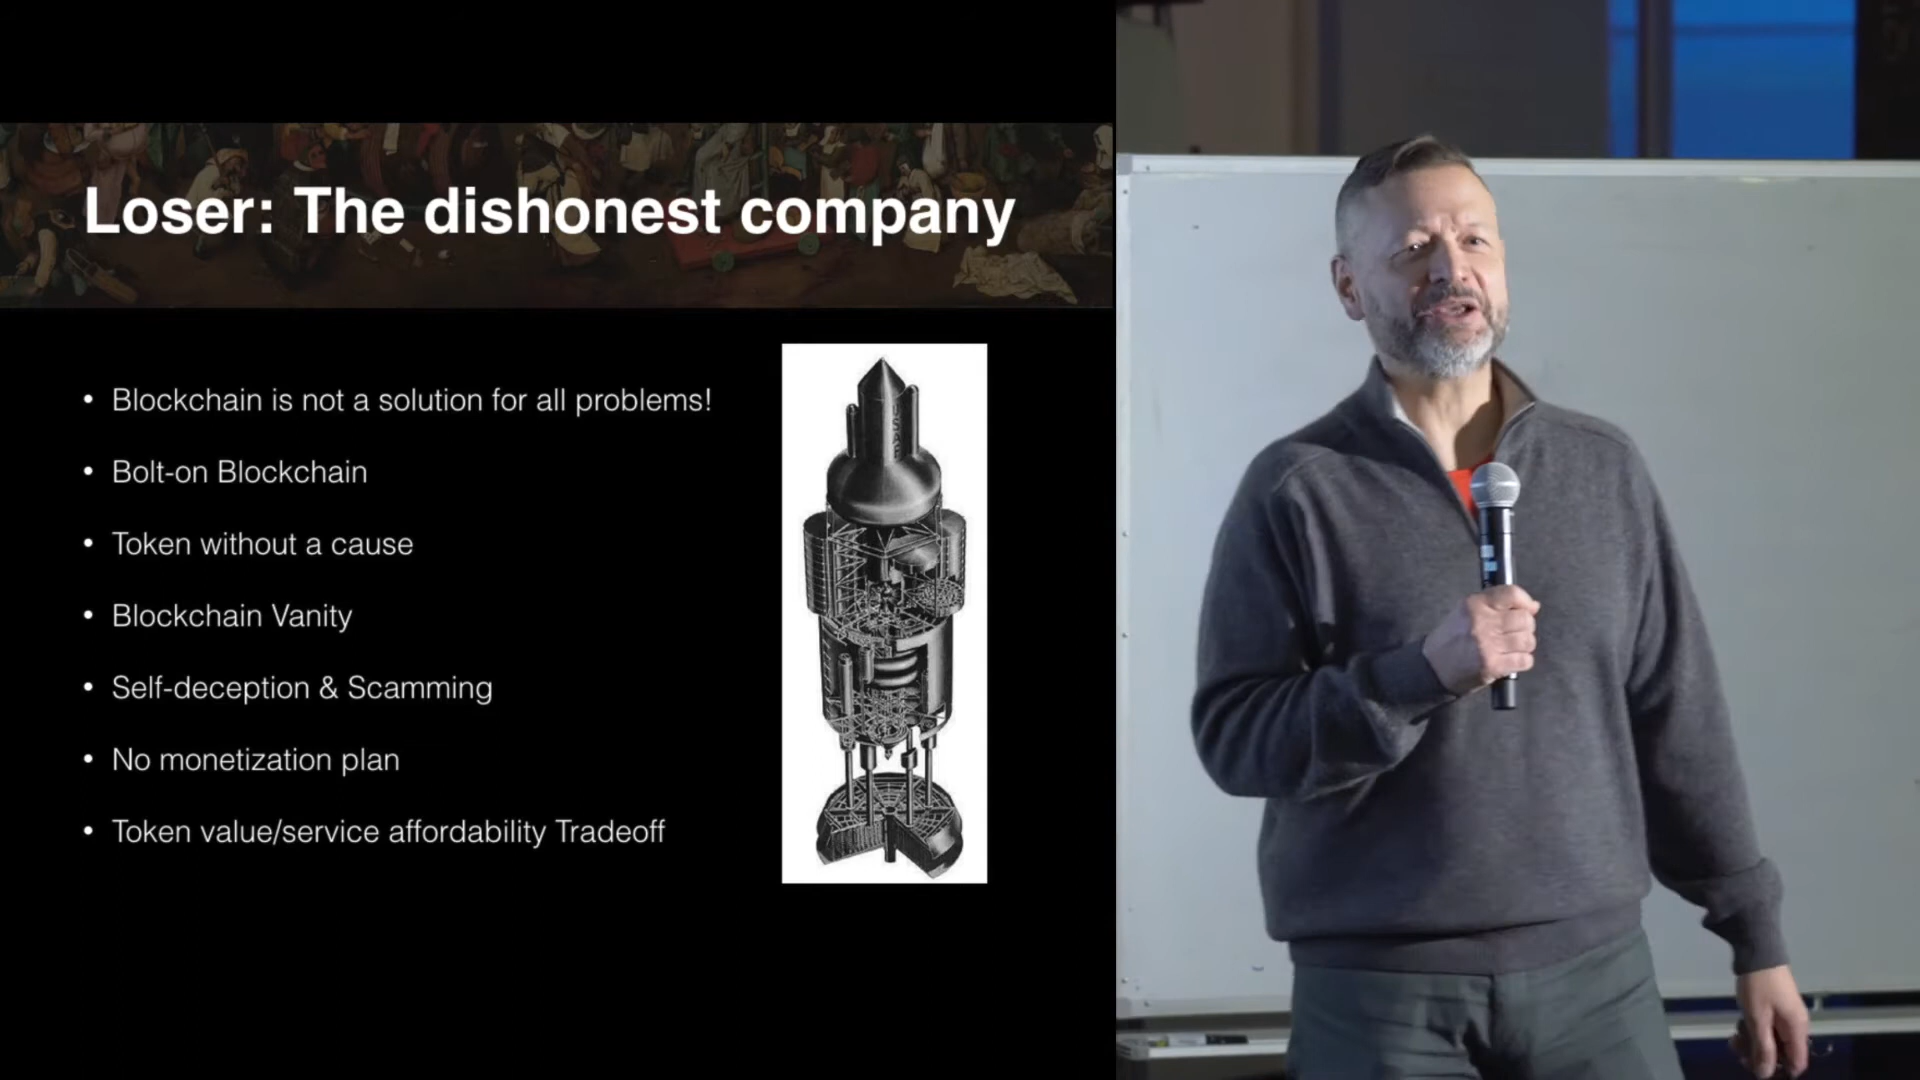 Loser: The dishonest company
• Blockchain is not a solution for all problems!
• Bolt-on Blockchain
• Token without a cause
• Blockchain Vanity
• Self-deception & Scamming
• No monetization plan
• Token value/service affordability Tradeoff